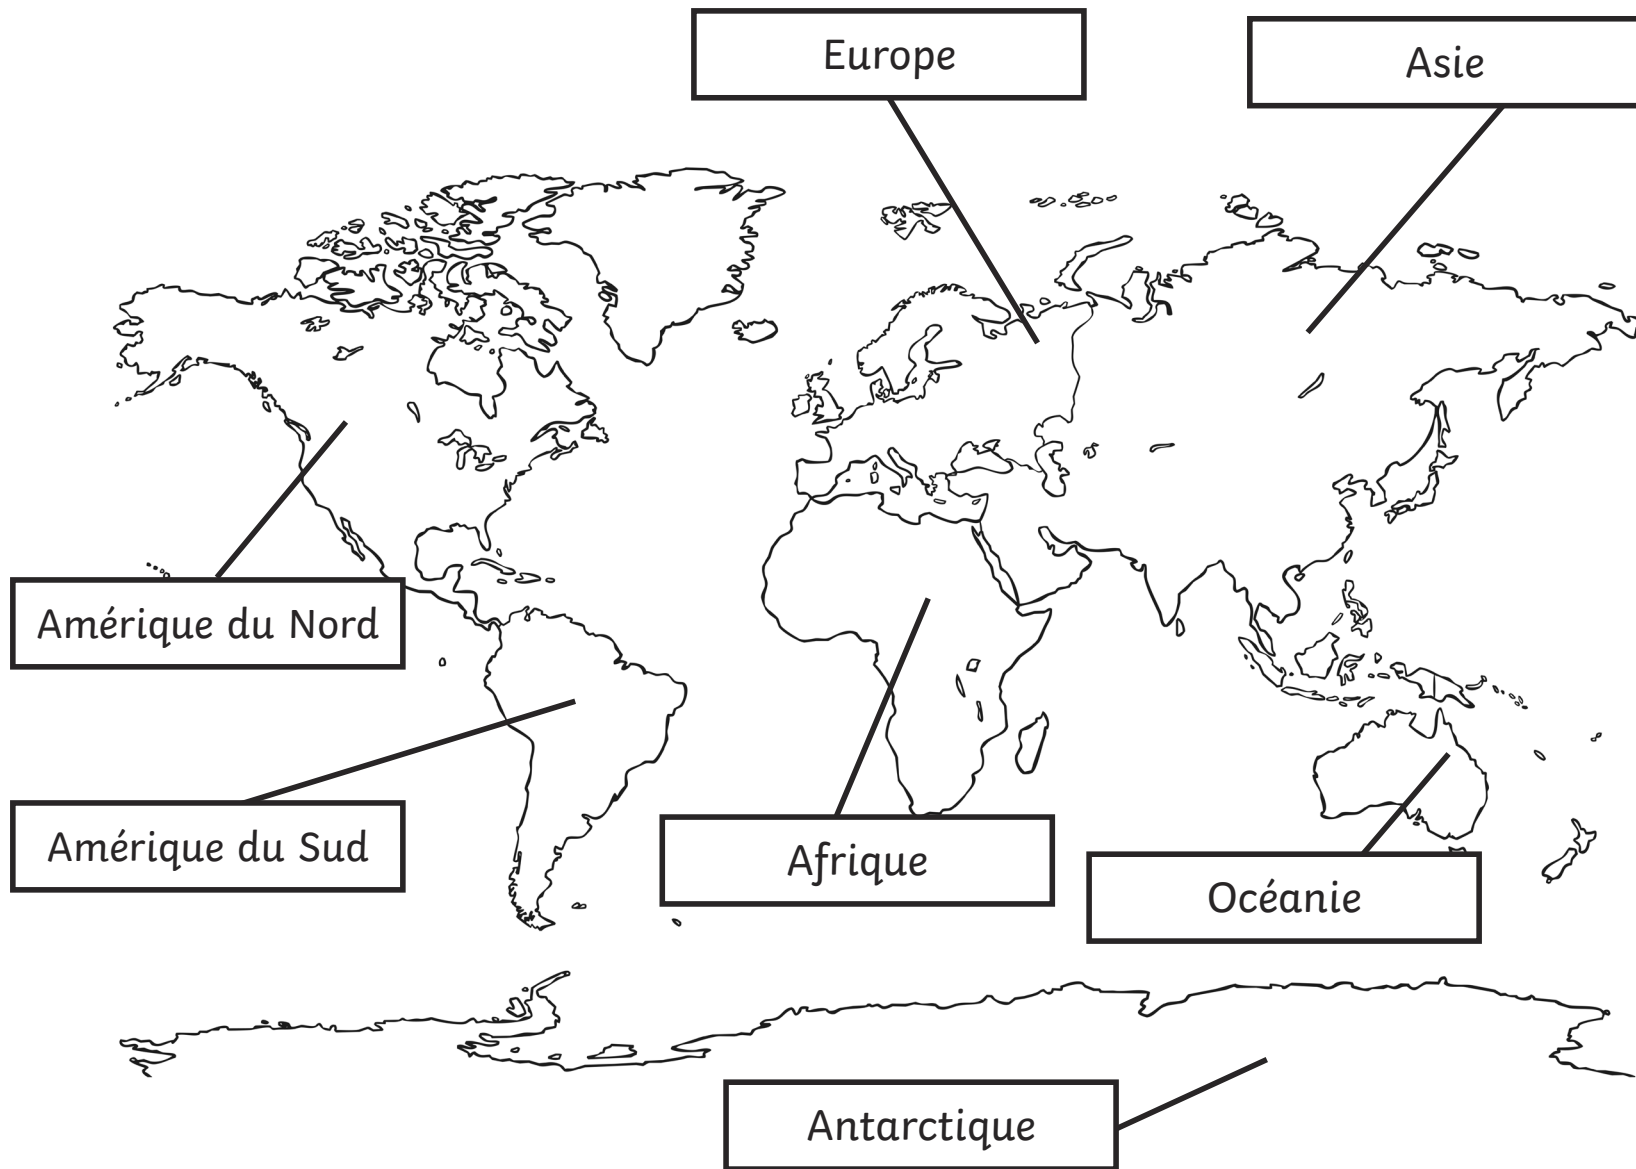 Europe
Asie
Amérique du Nord
Amérique du Sud
Afrique
Océanie
Antarctique